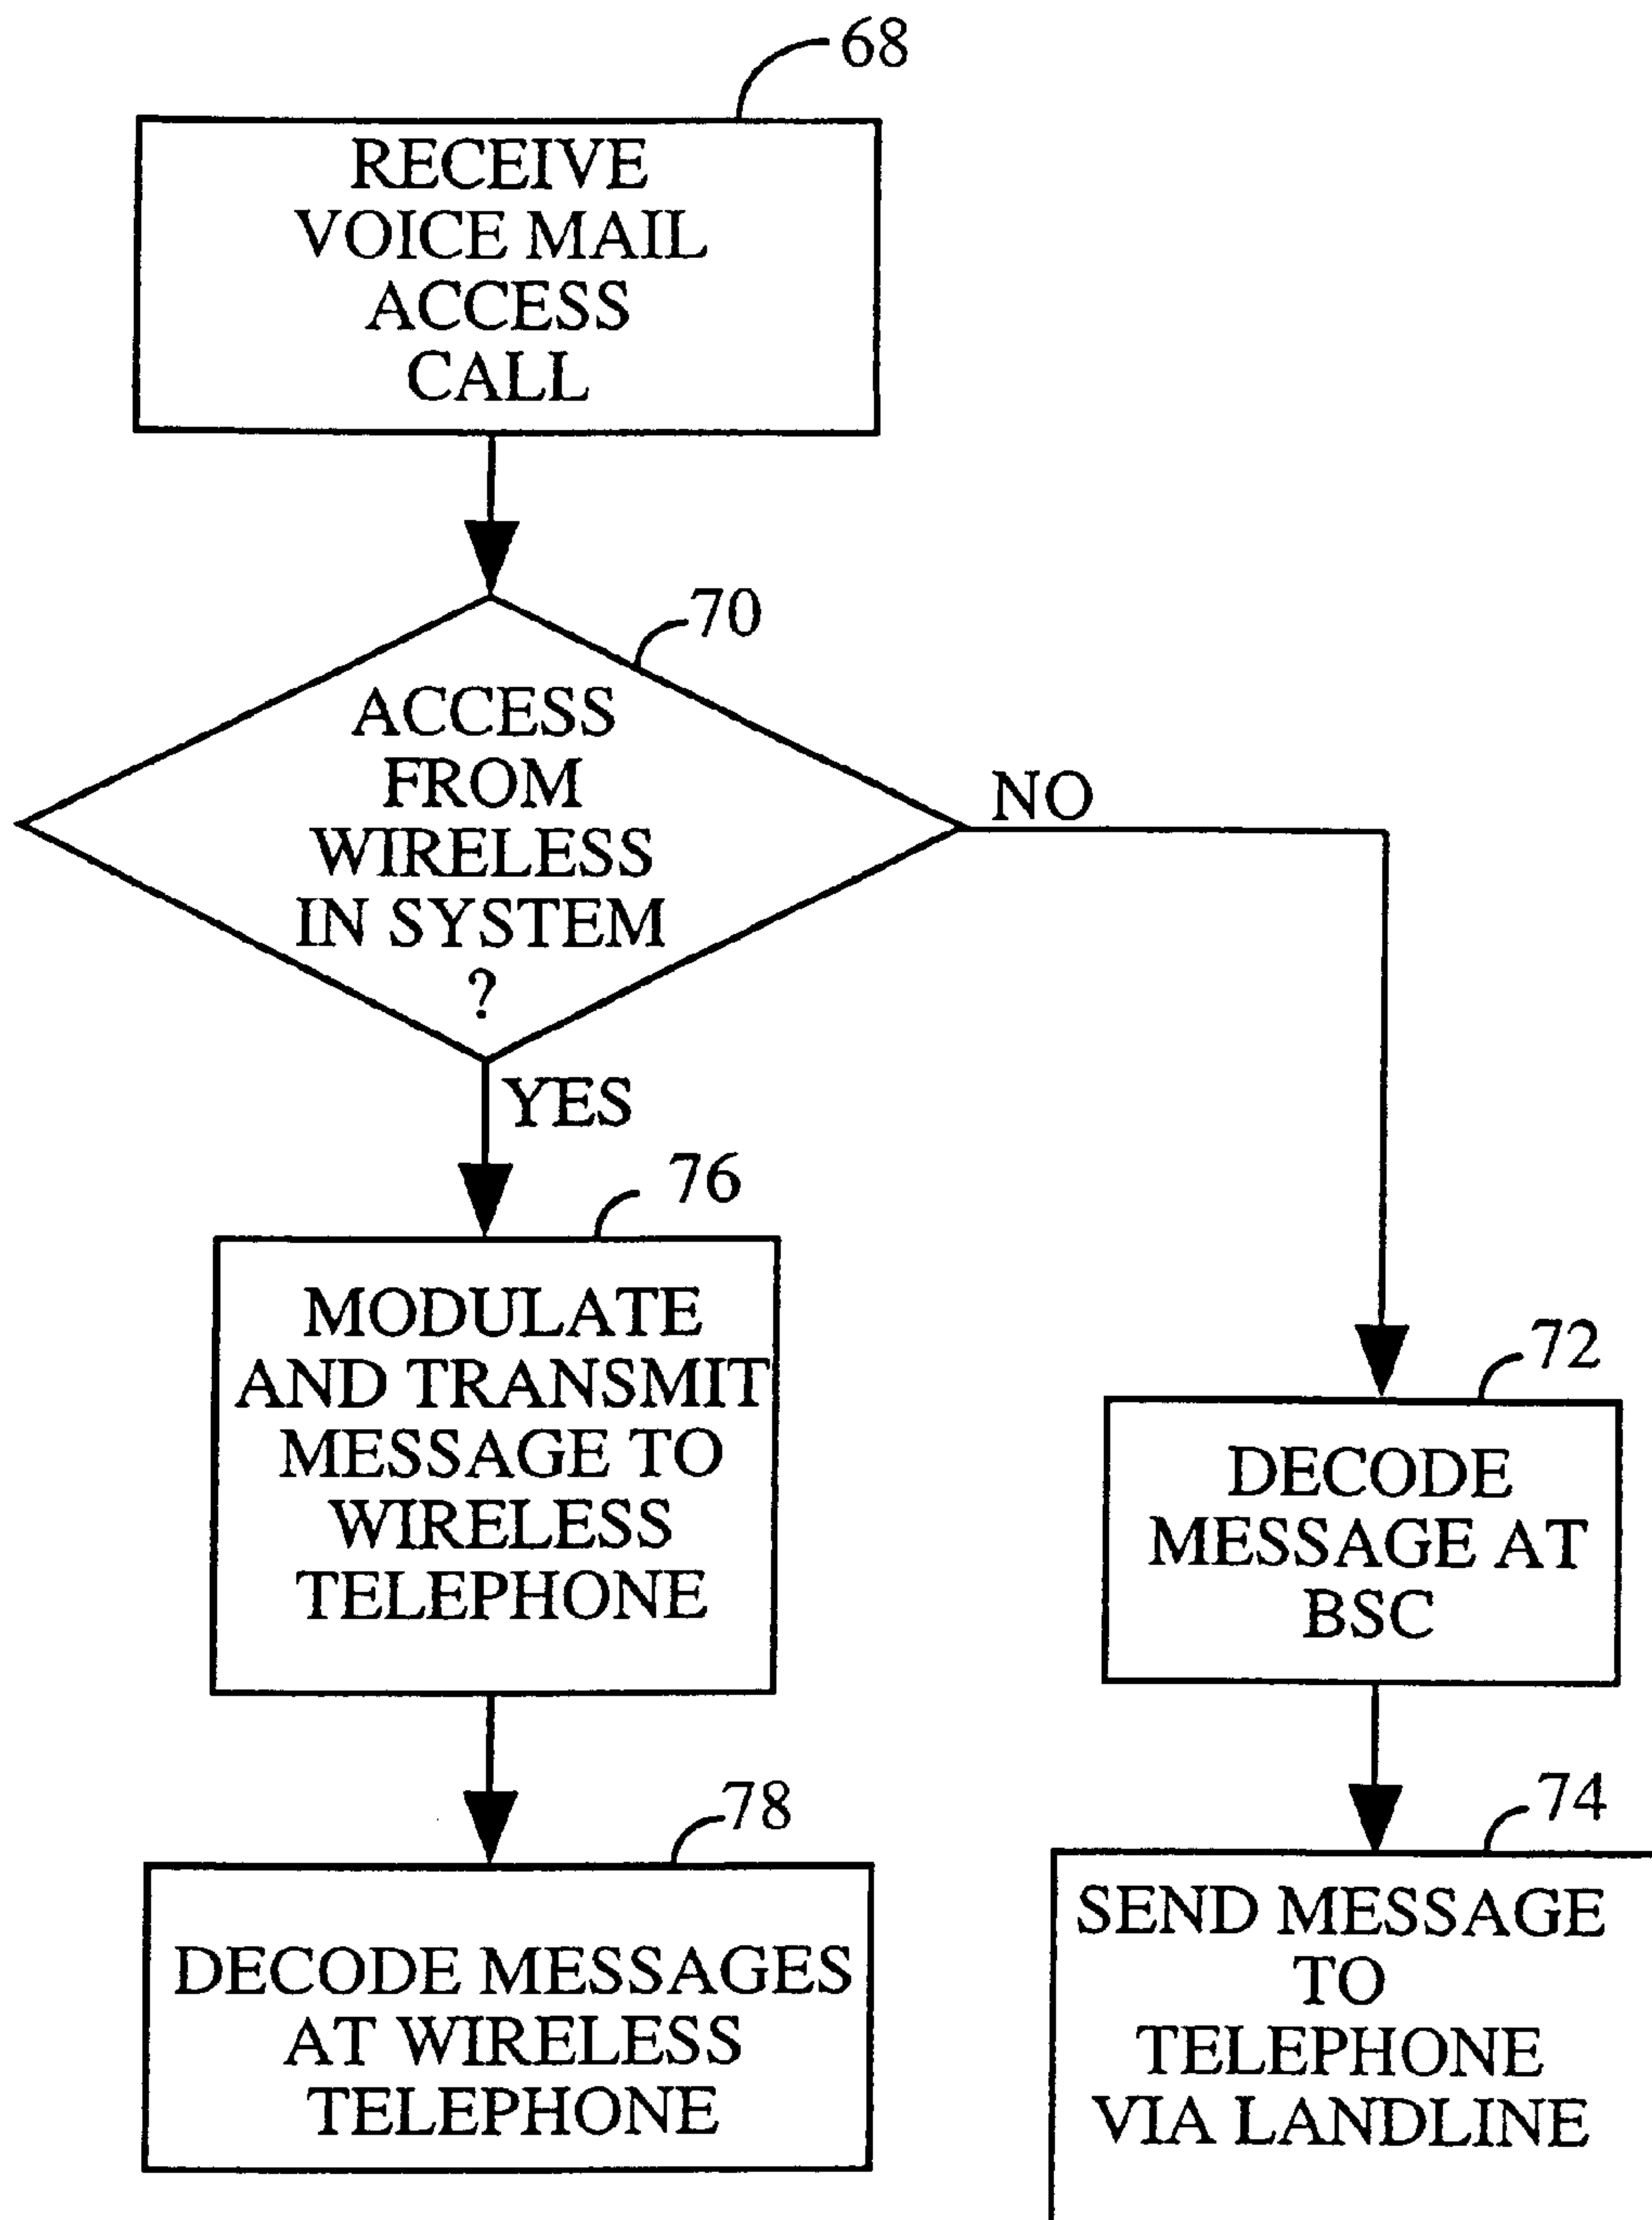 68
RECEIVE
VOICE MAIL
ACCESS
CALL
70
ACCESS
FROM
WIRELESS
IN SYSTEM
?
NO
YES
76
MODULATE
AND TRANSMIT
MESSAGE TO
WIRELESS
TELEPHONE
72
DECODE
MESSAGE AT
BSC
78
DECODE MESSAGES
AT WIRELESS
TELEPHONE
74
SEND MESSAGE
TO
TELEPHONE
VIA LANDLINE